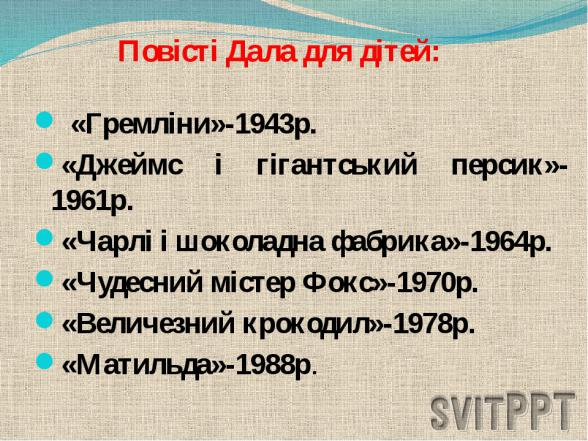 Повісті Дала для дітей:
«Гремліни»-1943р.
«Джеймс і гігантський персик»-
1961р.
«Чарлі і шоколадна фабрика»-1964р.
«Чудесний містер Фокс»-1970р.
«Величезний крокодил»-1978р.
«Матильда»-1988р.
SVITPPT